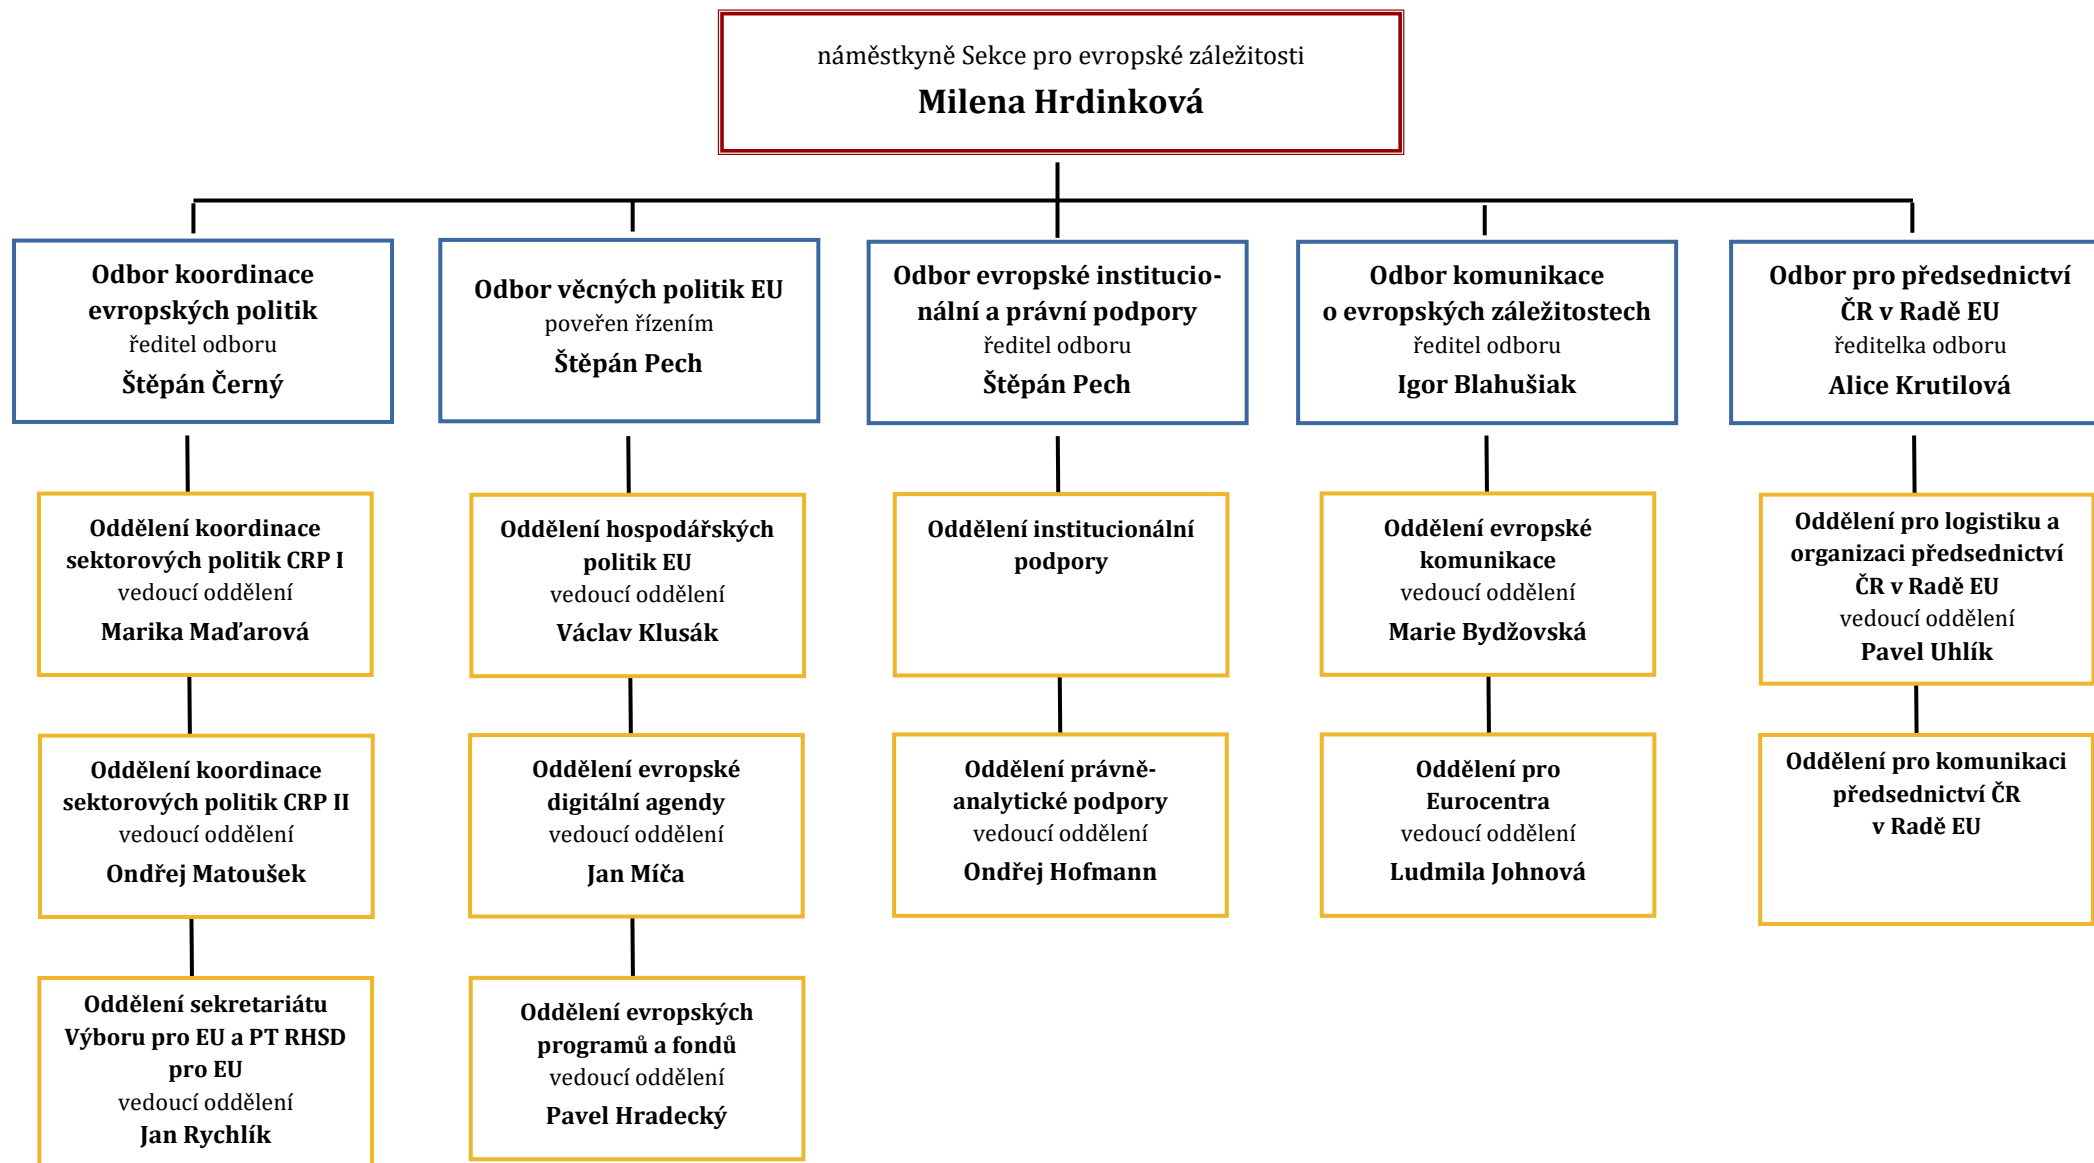 náměstkyně Sekce pro evropské záležitosti
Milena Hrdinková
Odbor koordinace
evropských politik
ředitel odboru
Štěpán Černý
Odbor věcných politik EU
poveřen řízením
Štěpán Pech
Odbor evropské institucio-
nální a právní podpory
ředitel odboru
Štěpán Pech
Odbor komunikace
o evropských záležitostech
ředitel odboru
Igor Blahušiak
Odbor pro předsednictví
ČR v Radě EU
ředitelka odboru
Alice Krutilová
Oddělení koordinace
sektorových politik CRP I
vedoucí oddělení
Marika Maďarová
Oddělení hospodářských
politik EU
vedoucí oddělení
Václav Klusák
Oddělení institucionální
podpory
Oddělení evropské
komunikace
vedoucí oddělení
Marie Bydžovská
Oddělení pro logistiku a
organizaci předsednictví
ČR v Radě EU
vedoucí oddělení
Pavel Uhlík
Oddělení koordinace
sektorových politik CRP II
vedoucí oddělení
Ondřej Matoušek
Oddělení evropské
digitální agendy
vedoucí oddělení
Jan Míča
Oddělení právně-
analytické podpory
vedoucí oddělení
Ondřej Hofmann
Oddělení pro
Eurocentra
vedoucí oddělení
Ludmila Johnová
Oddělení pro komunikaci
předsednictví ČR
v Radě EU
Oddělení sekretariátu
Výboru pro EU a PT RHSD
pro EU
vedoucí oddělení
Jan Rychlík
Oddělení evropských
programů a fondů
vedoucí oddělení
Pavel Hradecký